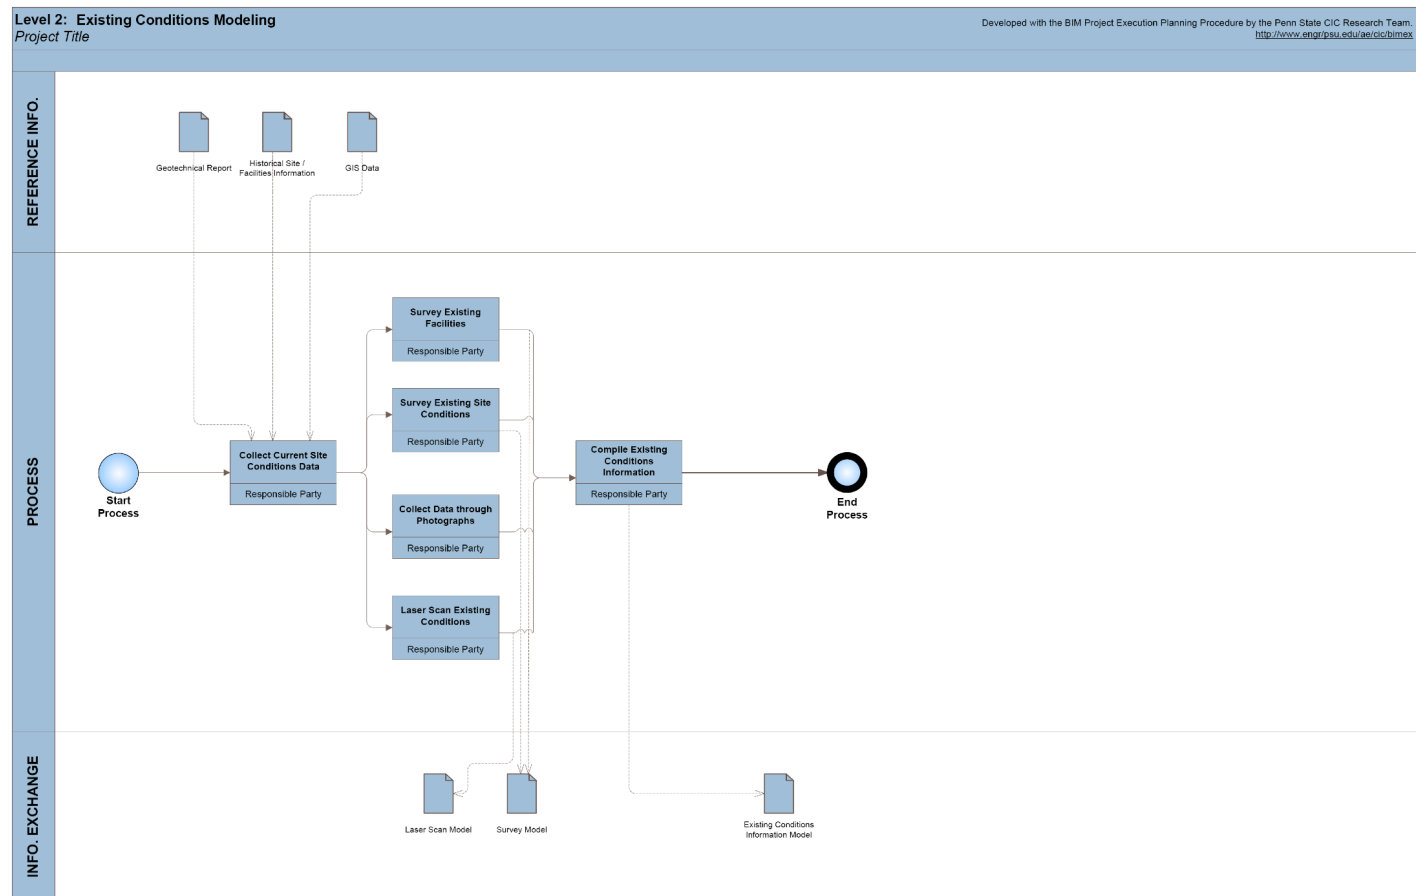 Level 2: Existing Conditions Modeling
Project Title
Developed with the BIM Project Execution Planning Procedure by the Penn State CIC Research Team.
http://www.engr/psu.edu/ae/cic/bimex
REFERENCE INFO.
Geotechnical Report
Historical Site /
Facilities Information
GIS Data
PROCESS
Start
Process
Collect Current Site
Conditions Data
Responsible Party
Survey Existing
Facilities
Responsible Party
Survey Existing Site
Conditions
Responsible Party
Collect Data through
Photographs
Responsible Party
Laser Scan Existing
Conditions
Responsible Party
Compile Existing
Conditions
Information
Responsible Party
End
Process
INFO. EXCHANGE
Laser Scan Model
Survey Model
Existing Conditions
Information Model